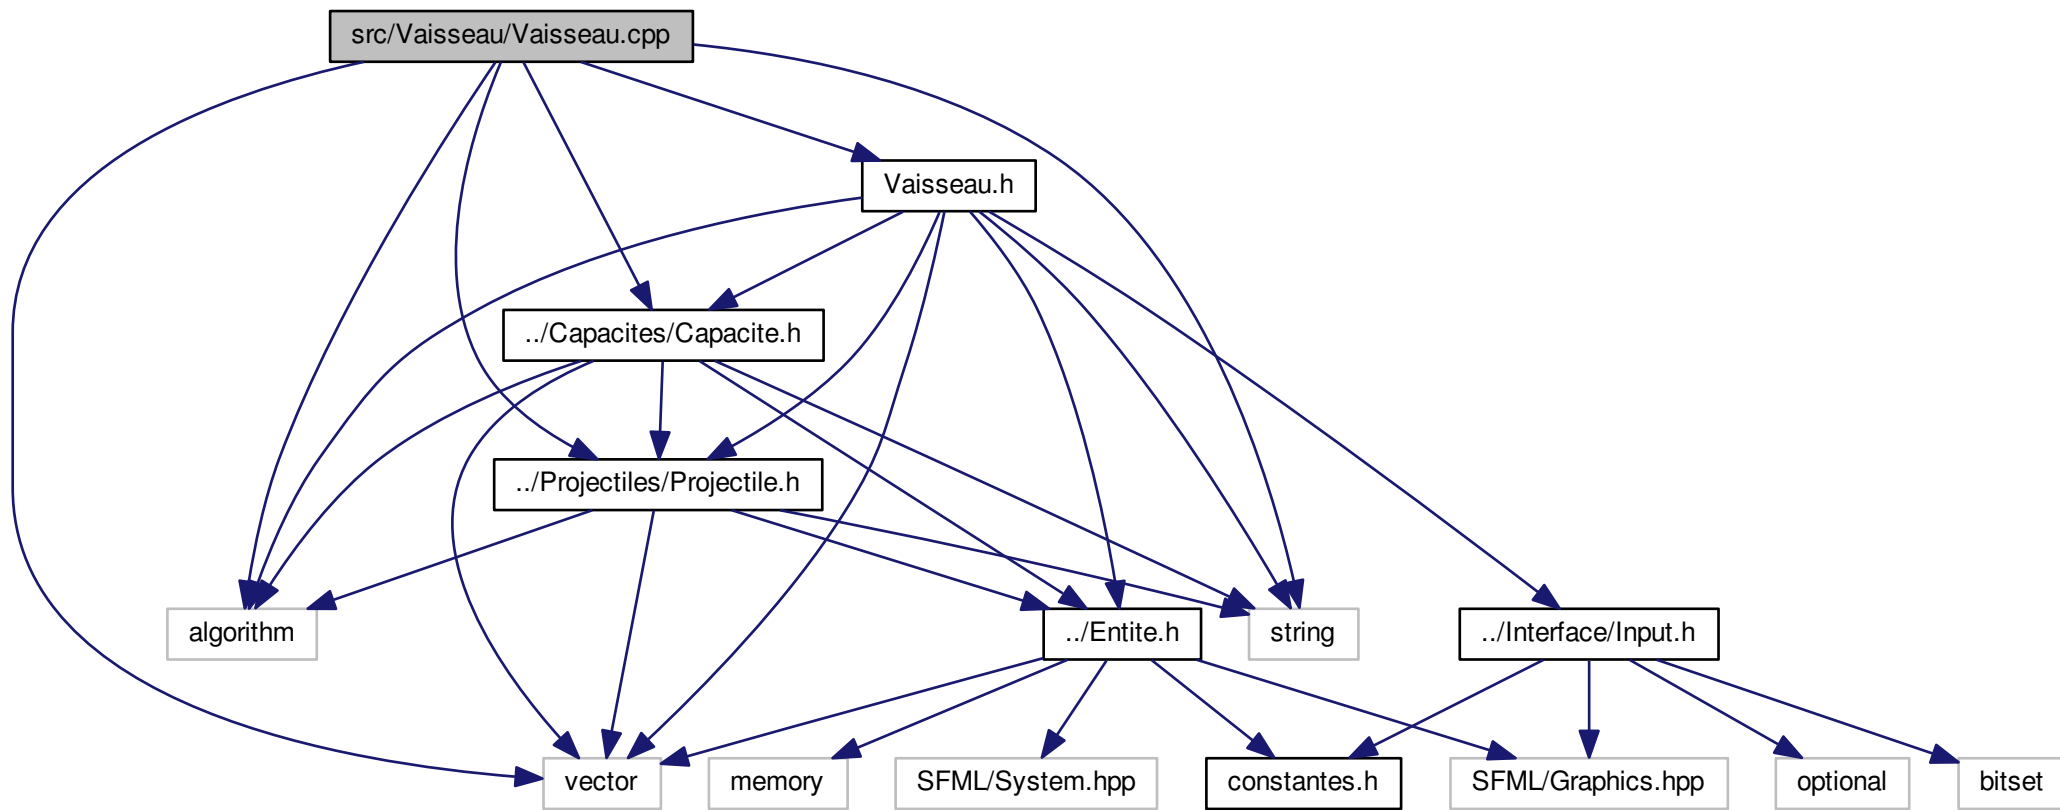 src/Vaisseau/Vaisseau.cpp
Vaisseau.h
../Capacites/Capacite.h
../Projectiles/Projectile.h
algorithm
../Entite.h
string
../Interface/Input.h
vector
memory
SFML/System.hpp
constantes.h
SFML/Graphics.hpp
optional
bitset